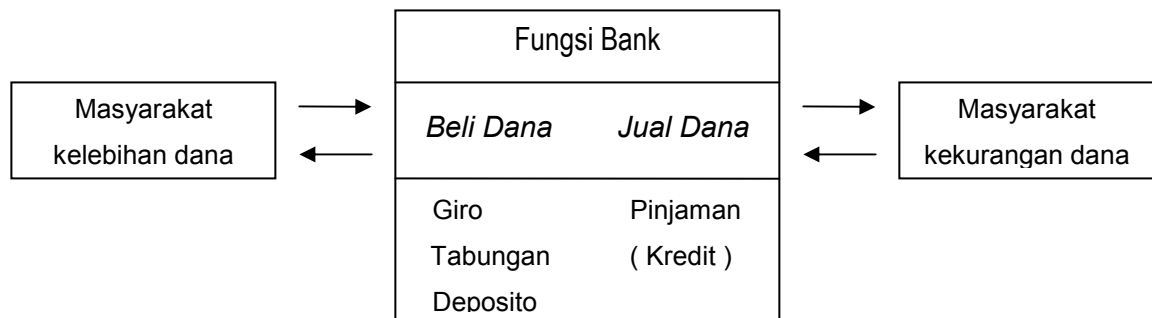 Fungsi Bank
Masyarakat
kelebihan dana
Beli Dana Jual Dana
Masyarakat
kekurangan dana
Giro Pinjaman
Tabungan ( Kredit )
Deposito